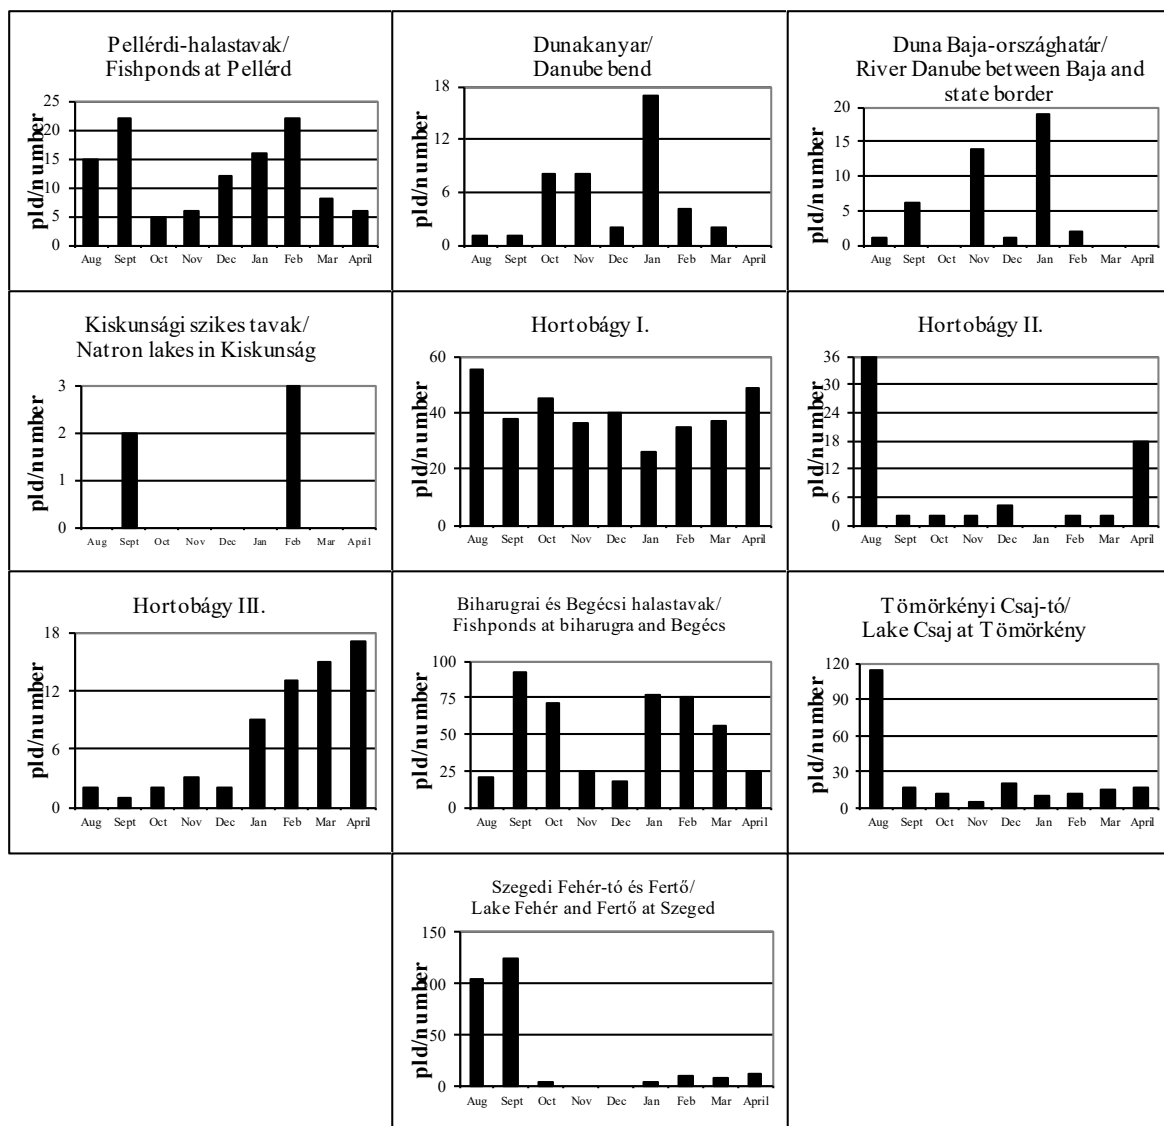 Pellérdi-halastavak/
Fishponds at Pellérd
pld/number
25
20
15
10
5
0
Aug Sept Oct Nov Dec Jan Feb Mar April
Dunakanyar/
Danube bend
pld/number
18
12
6
0
Aug Sept Oct Nov Dec Jan Feb Mar April
Duna Baja-országhatár/
River Danube between Baja and
state border
pld/number
20
15
10
5
0
Aug Sept Oct Nov Dec Jan Feb Mar April
Kiskunsági szikes tavak/
Natron lakes in Kiskunság
pld/number
3
2
1
0
Aug Sept Oct Nov Dec Jan Feb Mar April
Hortobágy I.
pld/number
60
40
20
0
Aug Sept Oct Nov Dec Jan Feb Mar April
Hortobágy II.
pld/number
36
30
24
18
12
6
0
Aug Sept Oct Nov Dec Jan Feb Mar April
Hortobágy III.
pld/number
18
12
6
0
Aug Sept Oct Nov Dec Jan Feb Mar April
Biharugrai és Begécsi halastavak/
Fishponds at biharugra and Begécs
pld/number
100
75
50
25
0
Aug Sept Oct Nov Dec Jan Feb Mar April
Tömörkényi Csaj-tó/
Lake Csaj at Tömörkény
pld/number
120
90
60
30
0
Aug Sept Oct Nov Dec Jan Feb Mar April
Szegedi Fehér-tó és Fertő/
Lake Fehér and Fertő at Szeged
pld/number
150
100
50
0
Aug Sept Oct Nov Dec Jan Feb Mar April